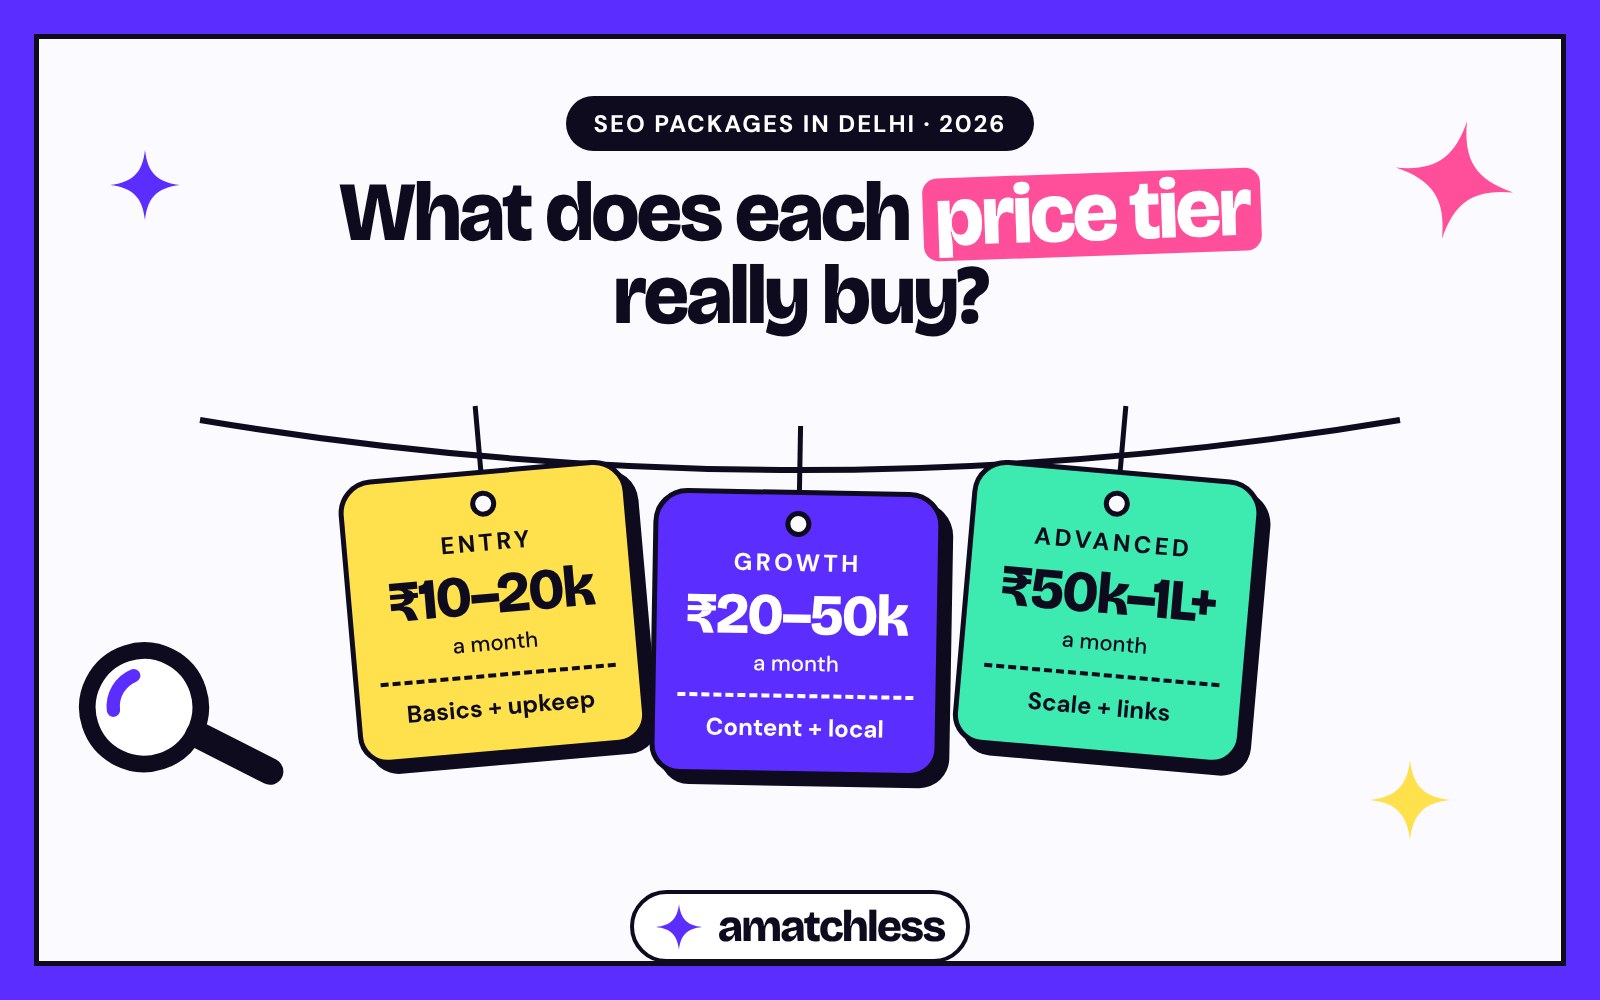 SEO PACKAGES IN DELHI · 2026
What does each price tier
really buy?
ENTRY
₹10–20k
a month
Basics + upkeep
GROWTH
₹20–50k
a month
Content + local
ADVANCED
₹50k–1L+
a month
Scale + links
amatchless